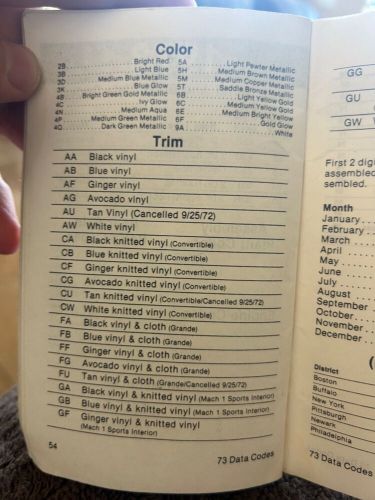 Color
2B Bright Red
3B Light Blue
3D Medium Blue Metallic
3K Blue Glow
4B Bright Green Gold Metallic
4C Ivy Glow
4N Medium Aqua
4P Medium Green Metallic
4Q Dark Green Metallic
5A Light Pewter Metallic
5H Medium Brown Metallic
5M Medium Copper Metallic
5T Saddle Bronze Metallic
6B Light Yellow Gold
6C Medium Yellow Gold
6E Medium Bright Yellow
6F Gold Glow
9A White
Trim
AA Black vinyl
AB Blue vinyl
AF Ginger vinyl
AG Avocado vinyl
AU Tan Vinyl (Cancelled 9/25/72)
AW White vinyl
CA Black knitted vinyl (Convertible)
CB Blue knitted vinyl (Convertible)
CF Ginger knitted vinyl (Convertible)
CG Avocado knitted vinyl (Convertible)
CU Tan knitted vinyl (Convertible/Cancelled 9/25/72)
CW White knitted vinyl (Convertible)
FA Black vinyl & cloth (Grande)
FB Blue vinyl & cloth (Grande)
FF Ginger vinyl & cloth (Grande)
FG Avocado vinyl & cloth (Grande)
FU Tan vinyl & cloth (Grande/Cancelled 9/25/72)
GA Black vinyl & knitted vinyl (Mach 1 Sports Interior)
GB Blue vinyl & knitted vinyl (Mach 1 Sports Interior)
GF Ginger vinyl & knitted vinyl
(Mach 1 Sports Interior)
54
73 Data Codes
GG
GU
GW
First 2 dig
assembled
sembled.
Month
January
February
March
April
May
June
July
August
September
October
November
December
(
District
Boston
Buffalo
New York
Pittsburgh
Newark
Philadelphia
73 Data Codes